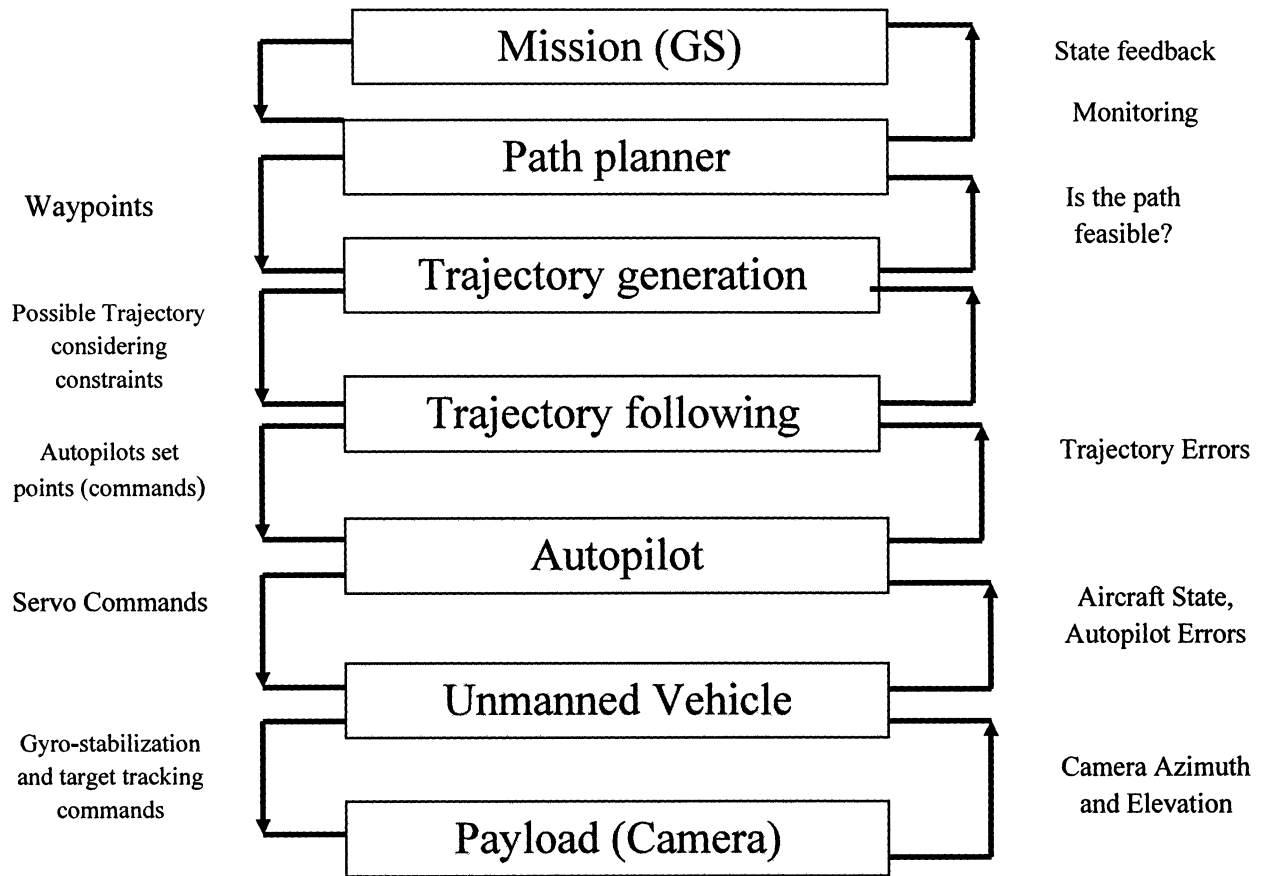 Mission (GS)
State feedback
Monitoring
Path planner
Waypoints
Is the path
feasible?
Trajectory generation
Possible Trajectory
considering
constraints
Trajectory following
Autopilots set
points (commands)
Trajectory Errors
Autopilot
Servo Commands
Aircraft State,
Autopilot Errors
Unmanned Vehicle
Gyro-stabilization
and target tracking
commands
Camera Azimuth
and Elevation
Payload (Camera)